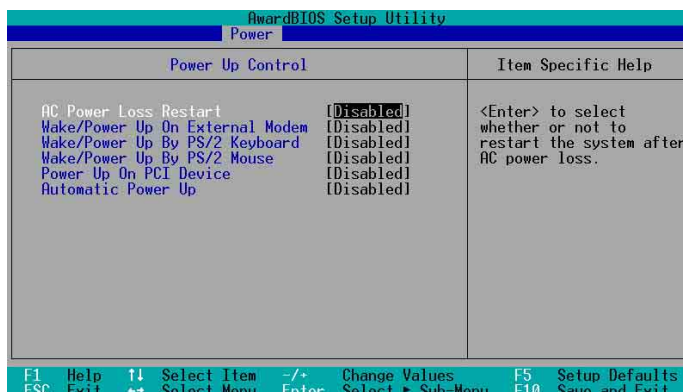 AwardBIOS Setup Utility
Power
Power Up Control
Item Specific Help
AC Power Loss Restart [Disabled]
Wake/Power Up On External Modem [Disabled]
Wake/Power Up By PS/2 Keyboard [Disabled]
Wake/Power Up By PS/2 Mouse [Disabled]
Power Up On PCI Device [Disabled]
Automatic Power Up [Disabled]
<Enter> to select
whether or not to
restart the system after
AC power loss.
F1 Help ↑↓ Select Item -/+ Change Values F5 Setup Defaults
ESC Exit ←→ Select Menu Enter Select ▶ Sub-Menu F10 Save and Exit